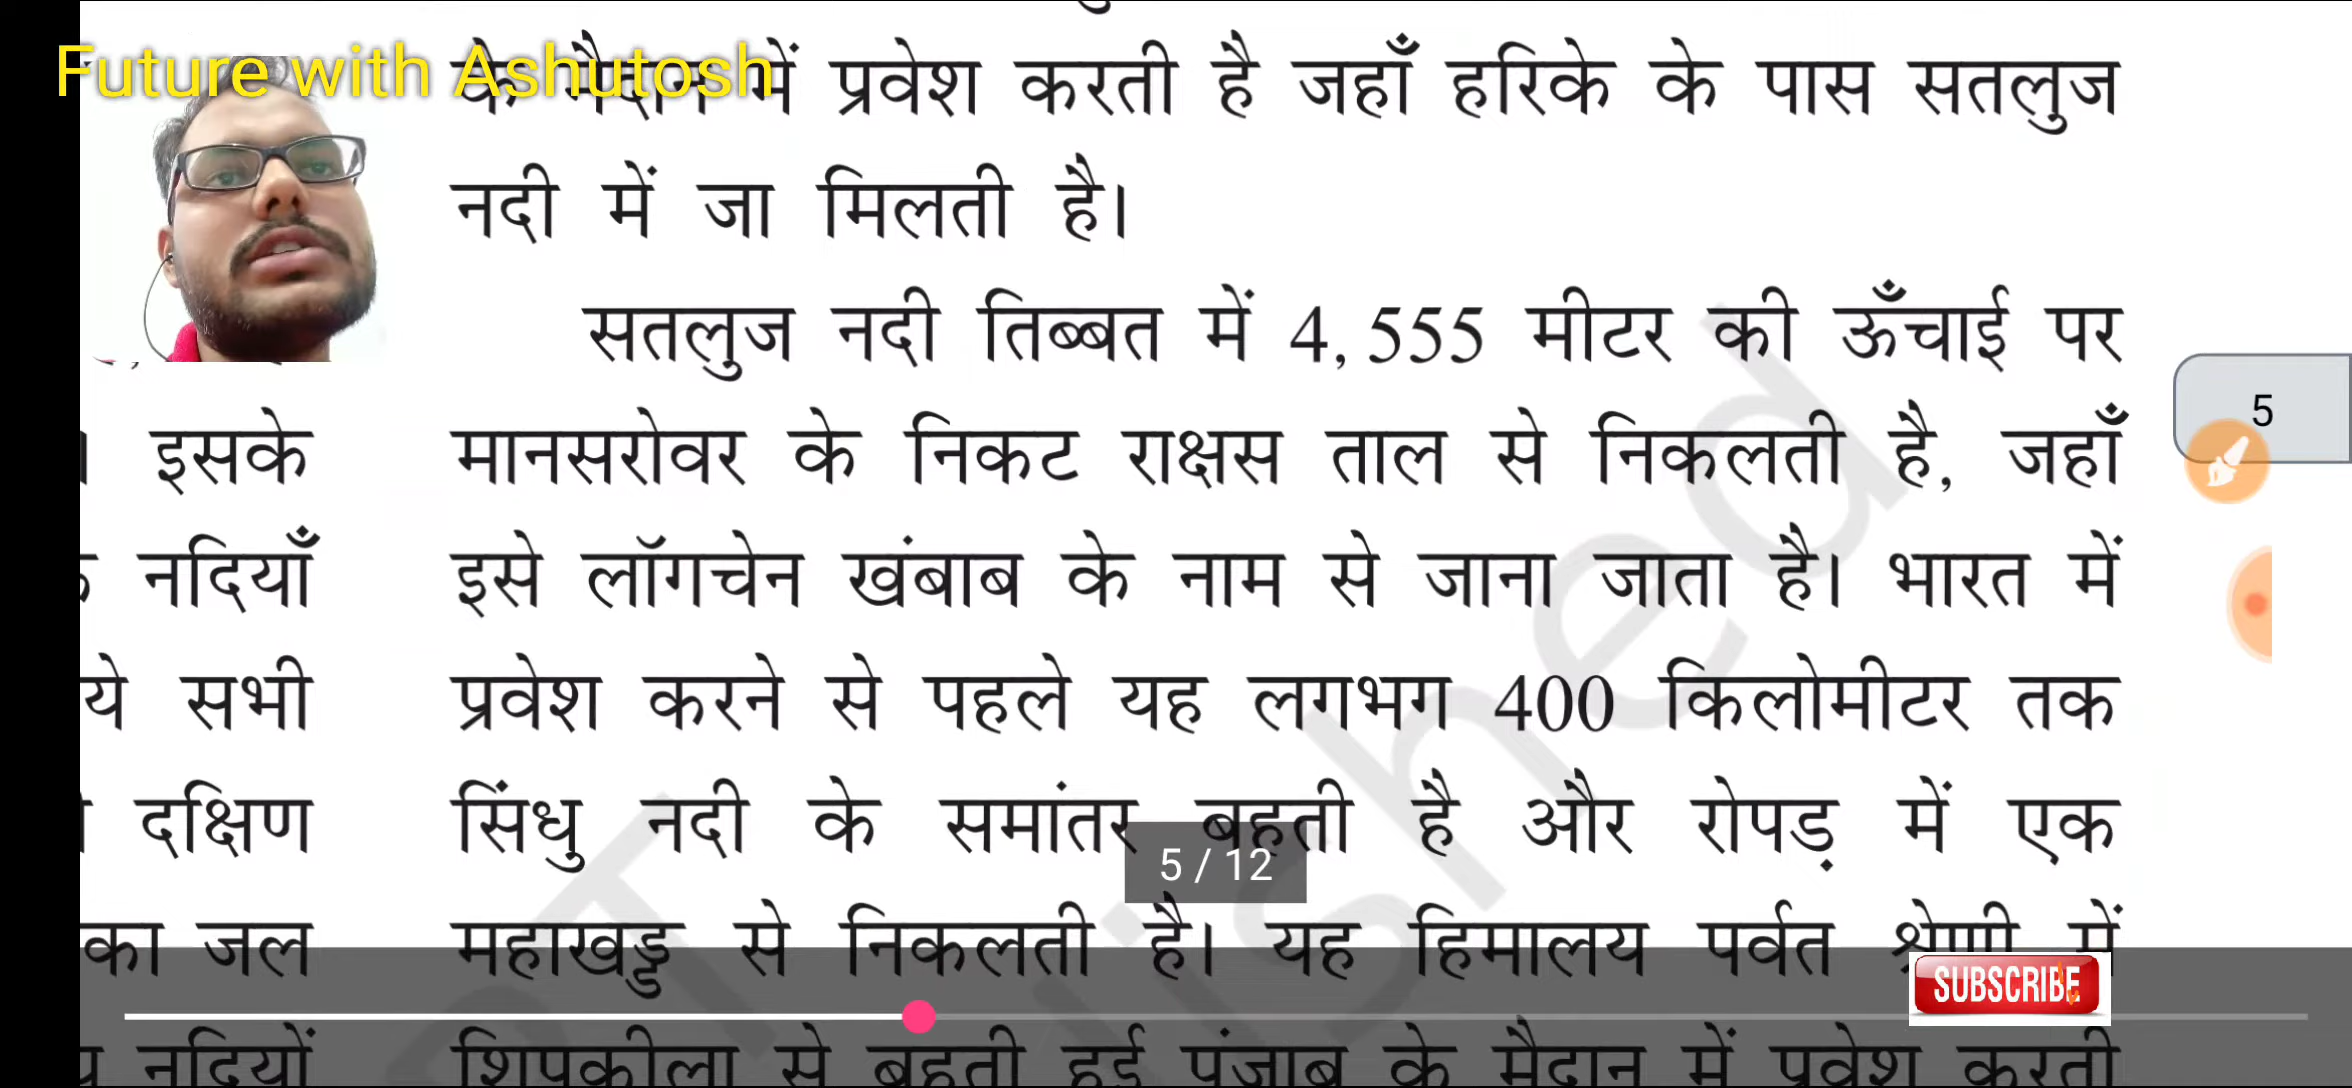 Future with Ashutosh
के मैदान में प्रवेश करती है जहाँ हरिके के पास सतलुज
नदी में जा मिलती है।
सतलुज नदी तिब्बत में 4,555 मीटर की ऊँचाई पर
मानसरोवर के निकट राक्षस ताल से निकलती है, जहाँ
इसे लॉगचेन खंबाब के नाम से जाना जाता है। भारत में
प्रवेश करने से पहले यह लगभग 400 किलोमीटर तक
सिंधु नदी के समांतर बहती है और रोपड़ में एक
महाखड्ड से निकलती है। यह हिमालय पर्वत श्रेणी में
शिपकीला से बहती हुई पंजाब के मैदान में प्रवेश करती
इसके
नदियाँ
ये सभी
दक्षिण
का जल
नदियों
5
5 / 12
SUBSCRIBE